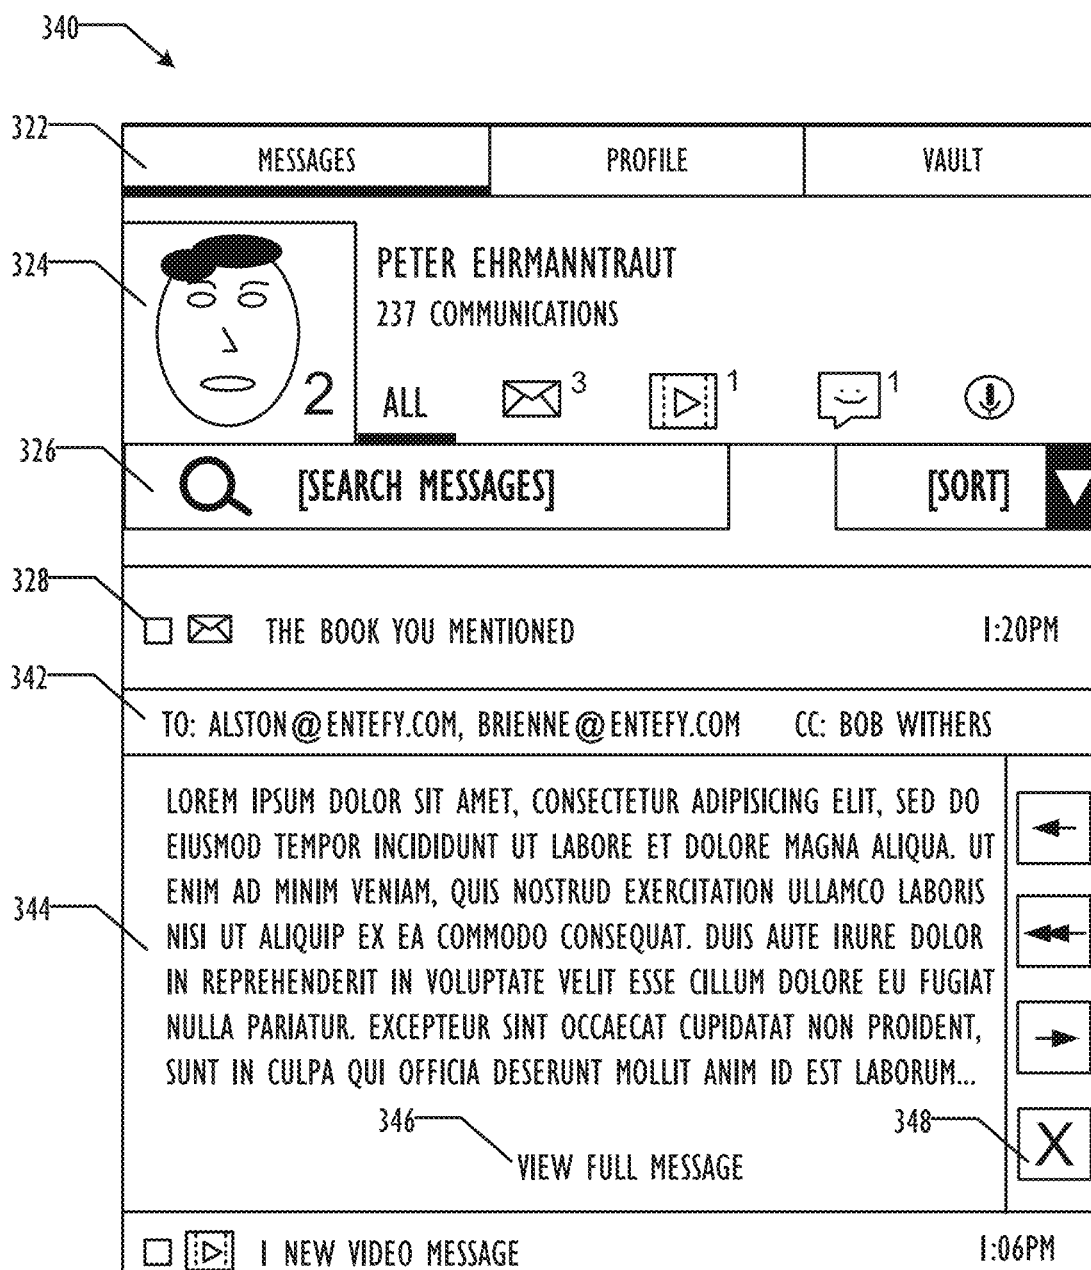 340
322
MESSAGES PROFILE VAULT
324
PETER EHRMANNTRAUT
237 COMMUNICATIONS
2 ALL 3 1 1
326
[SEARCH MESSAGES] [SORT]
328
THE BOOK YOU MENTIONED 1:20PM
342
TO: ALSTON@ENTEFY.COM, BRIENNE@ENTEFY.COM CC: BOB WITHERS
LOREM IPSUM DOLOR SIT AMET, CONSECTETUR ADIPISICING ELIT, SED DO
EIUSMOD TEMPOR INCIDIDUNT UT LABORE ET DOLORE MAGNA ALIQUA. UT
ENIM AD MINIM VENIAM, QUIS NOSTRUD EXERCITATION ULLAMCO LABORIS
344
NISI UT ALIQUIP EX EA COMMODO CONSEQUAT. DUIS AUTE IRURE DOLOR
IN REPREHENDERIT IN VOLUPTATE VELIT ESSE CILLUM DOLORE EU FUGIAT
NULLA PARIATUR. EXCEPTEUR SINT OCCAECAT CUPIDATAT NON PROIDENT,
SUNT IN CULPA QUI OFFICIA DESERUNT MOLLIT ANIM ID EST LABORUM...
346 348
VIEW FULL MESSAGE X
1 NEW VIDEO MESSAGE 1:06PM